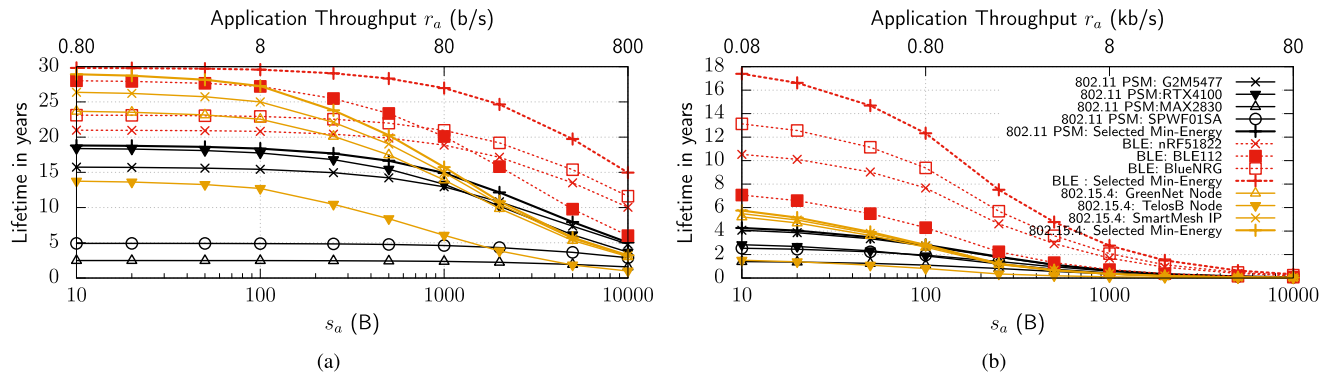 Application Throughput r_a (b/s)
0.80 8 80 800
30
25
20
15
10
5
0
Lifetime in years
10 100 1000 10000
s_a (B)
(a)
Application Throughput r_a (kb/s)
0.08 0.80 8 80
18
16
14
12
10
8
6
4
2
0
Lifetime in years
802.11 PSM: G2M5477
802.11 PSM:RTX4100
802.11 PSM:MAX2830
802.11 PSM: SPWF01SA
802.11 PSM: Selected Min-Energy
BLE: nRF51822
BLE: BLE112
BLE: BlueNRG
BLE : Selected Min-Energy
802.15.4: GreenNet Node
802.15.4: TelosB Node
802.15.4: SmartMesh IP
802.15.4: Selected Min-Energy
10 100 1000 10000
s_a (B)
(b)